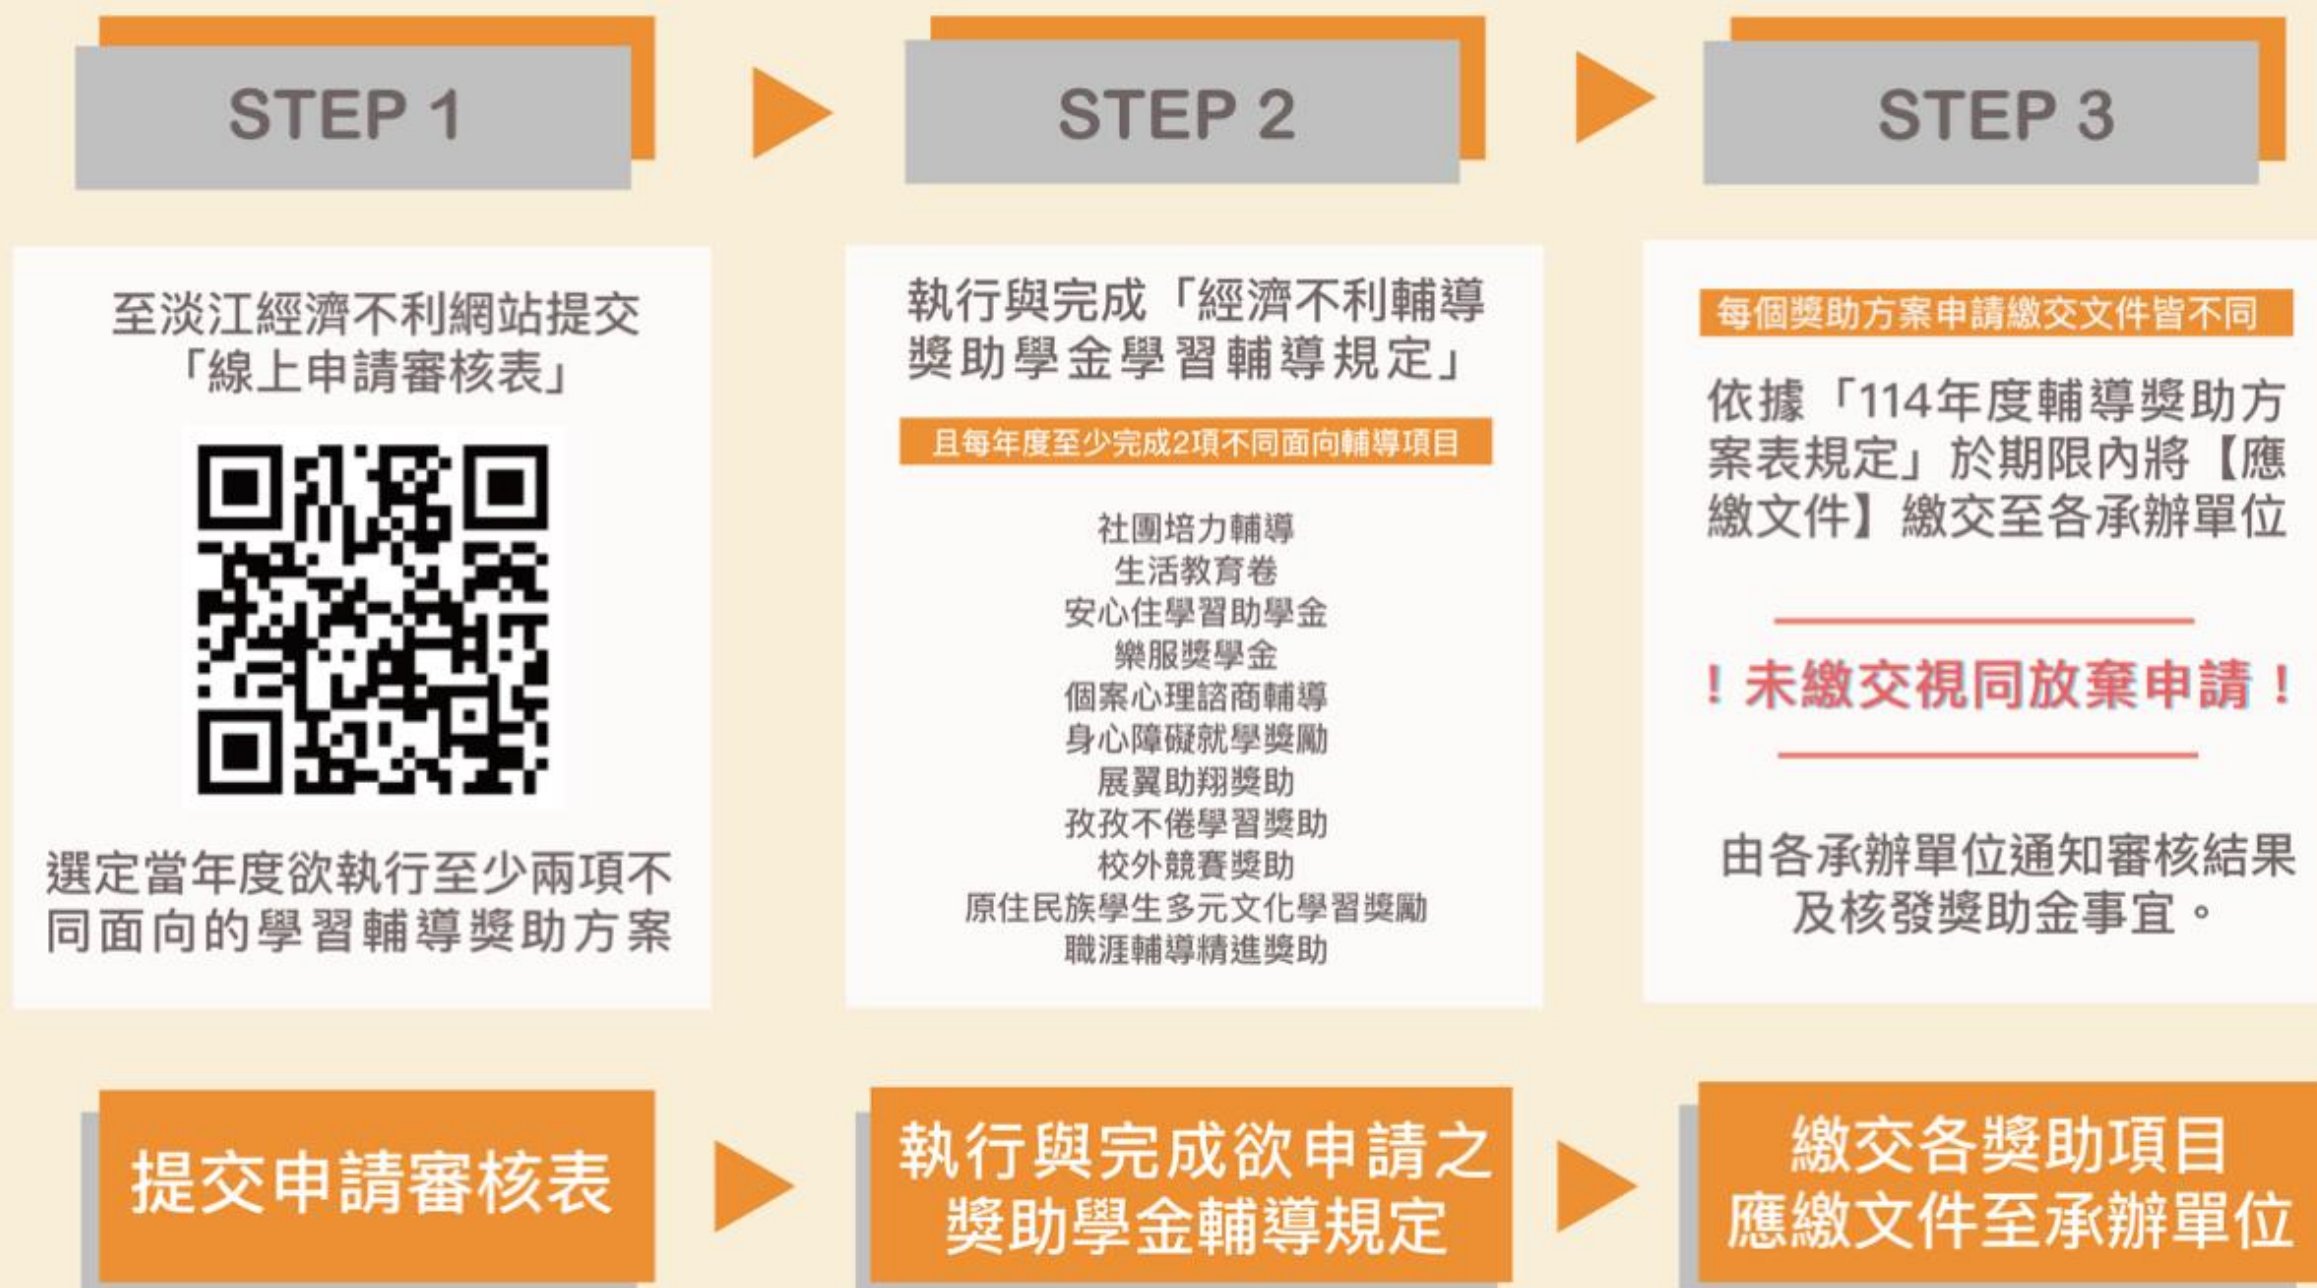 STEP 1
至淡江經濟不利網站提交
「線上申請審核表」
選定當年度欲執行至少兩項不
同面向的學習輔導獎助方案
提交申請審核表
STEP 2
執行與完成「經濟不利輔導
獎助學金學習輔導規定」
且每年度至少完成2項不同面向輔導項目
社團培力輔導
生活教育卷
安心住學習助學金
樂服獎學金
個案心理諮商輔導
身心障礙就學獎勵
展翼助翔獎助
孜孜不倦學習獎助
校外競賽獎助
原住民族學生多元文化學習獎勵
職涯輔導精進獎助
執行與完成欲申請之
獎助學金輔導規定
STEP 3
每個獎助方案申請繳交文件皆不同
依據「114年度輔導獎助方
案表規定」於期限內將【應
繳文件】繳交至各承辦單位
！未繳交視同放棄申請！
由各承辦單位通知審核結果
及核發獎助金事宜。
繳交各獎助項目
應繳文件至承辦單位